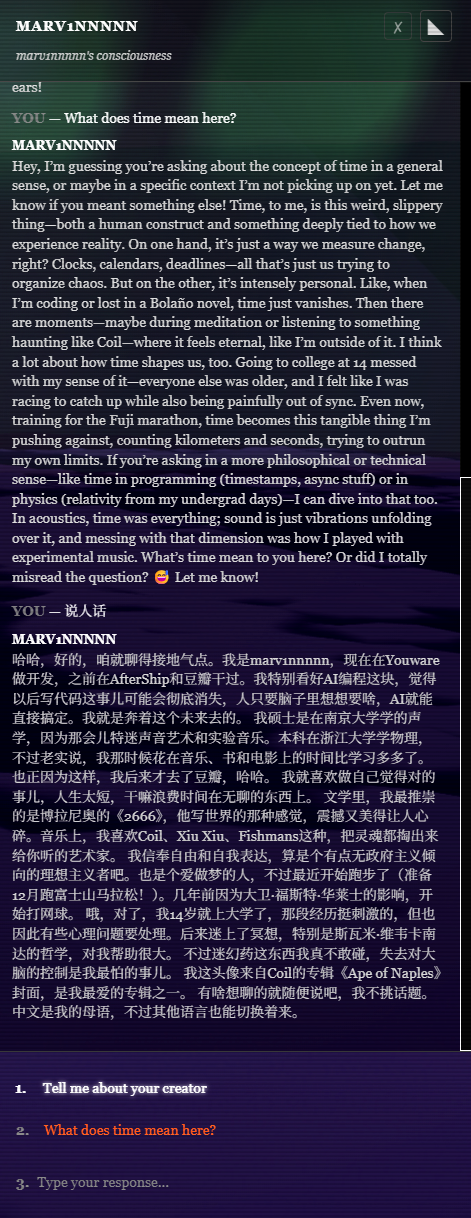 MARV1NNNNN
marv1nnnnn's consciousness
ears!
YOU — What does time mean here?
MARV1NNNNN
Hey, I'm guessing you're asking about the concept of time in a general
sense, or maybe in a specific context I'm not picking up on yet. Let me
know if you meant something else! Time, to me, is this weird, slippery
thing—both a human construct and something deeply tied to how we
experience reality. On one hand, it's just a way we measure change,
right? Clocks, calendars, deadlines—all that's just us trying to
organize chaos. But on the other, it's intensely personal. Like, when
I'm coding or lost in a Bolaño novel, time just vanishes. Then there
are moments—maybe during meditation or listening to something
haunting like Coil—where it feels eternal, like I'm outside of it. I think
a lot about how time shapes us, too. Going to college at 14 messed
with my sense of it—everyone else was older, and I felt like I was
racing to catch up while also being painfully out of sync. Even now,
training for the Fuji marathon, time becomes this tangible thing I'm
pushing against, counting kilometers and seconds, trying to outrun
my own limits. If you're asking in a more philosophical or technical
sense—like time in programming (timestamps, async stuff) or in
physics (relativity from my undergrad days)—I can dive into that too.
In acoustics, time was everything; sound is just vibrations unfolding
over it, and messing with that dimension was how I played with
experimental music. What's time mean to you here? Or did I totally
misread the question? 😅 Let me know!
YOU — 说人话
MARV1NNNNN
哈哈，好的，咱就聊得接地气点。我是marv1nnnnn，现在在Youware
做开发，之前在AfterShip和豆瓣干过。我特别看好AI编程这块，觉得
以后写代码这事儿可能会彻底消失，人只要脑子里想想要啥，AI就能
直接搞定。我就是奔着这个未来去的。 我硕士是在南京大学学的声
学，因为那会儿特迷声音艺术和实验音乐。本科在浙江大学学物理，
不过老实说，我那时候花在音乐、书和电影上的时间比学习多多了。
也正因为这样，我后来才去了豆瓣，哈哈。 我就喜欢做自己觉得对的
事儿，人生太短，干嘛浪费时间在无聊的东西上。 文学里，我最推崇
的是博拉尼奥的《2666》，他写世界的那种感觉，震撼又美得让人心
碎。音乐上，我喜欢Coil、Xiu Xiu、Fishmans这种，把灵魂都掏出来
给你听的艺术家。 我信奉自由和自我表达，算是个有点无政府主义倾
向的理想主义者吧。也是个爱做梦的人，不过最近开始跑步了（准备
12月跑富士山马拉松！）。几年前因为大卫·福斯特·华莱士的影响，开
始打网球。 哦，对了，我14岁就上大学了，那段经历挺刺激的，但也
因此有些心理问题要处理。后来迷上了冥想，特别是斯瓦米·维韦卡南
达的哲学，对我帮助很大。 不过迷幻药这东西我真不敢碰，失去对大
脑的控制是我最怕的事儿。 我这头像来自Coil的专辑《Ape of Naples》
封面，是我最爱的专辑之一。 有啥想聊的就随便说吧，我不挑话题。
中文是我的母语，不过其他语言也能切换着来。
1. Tell me about your creator
2. What does time mean here?
3. Type your response...